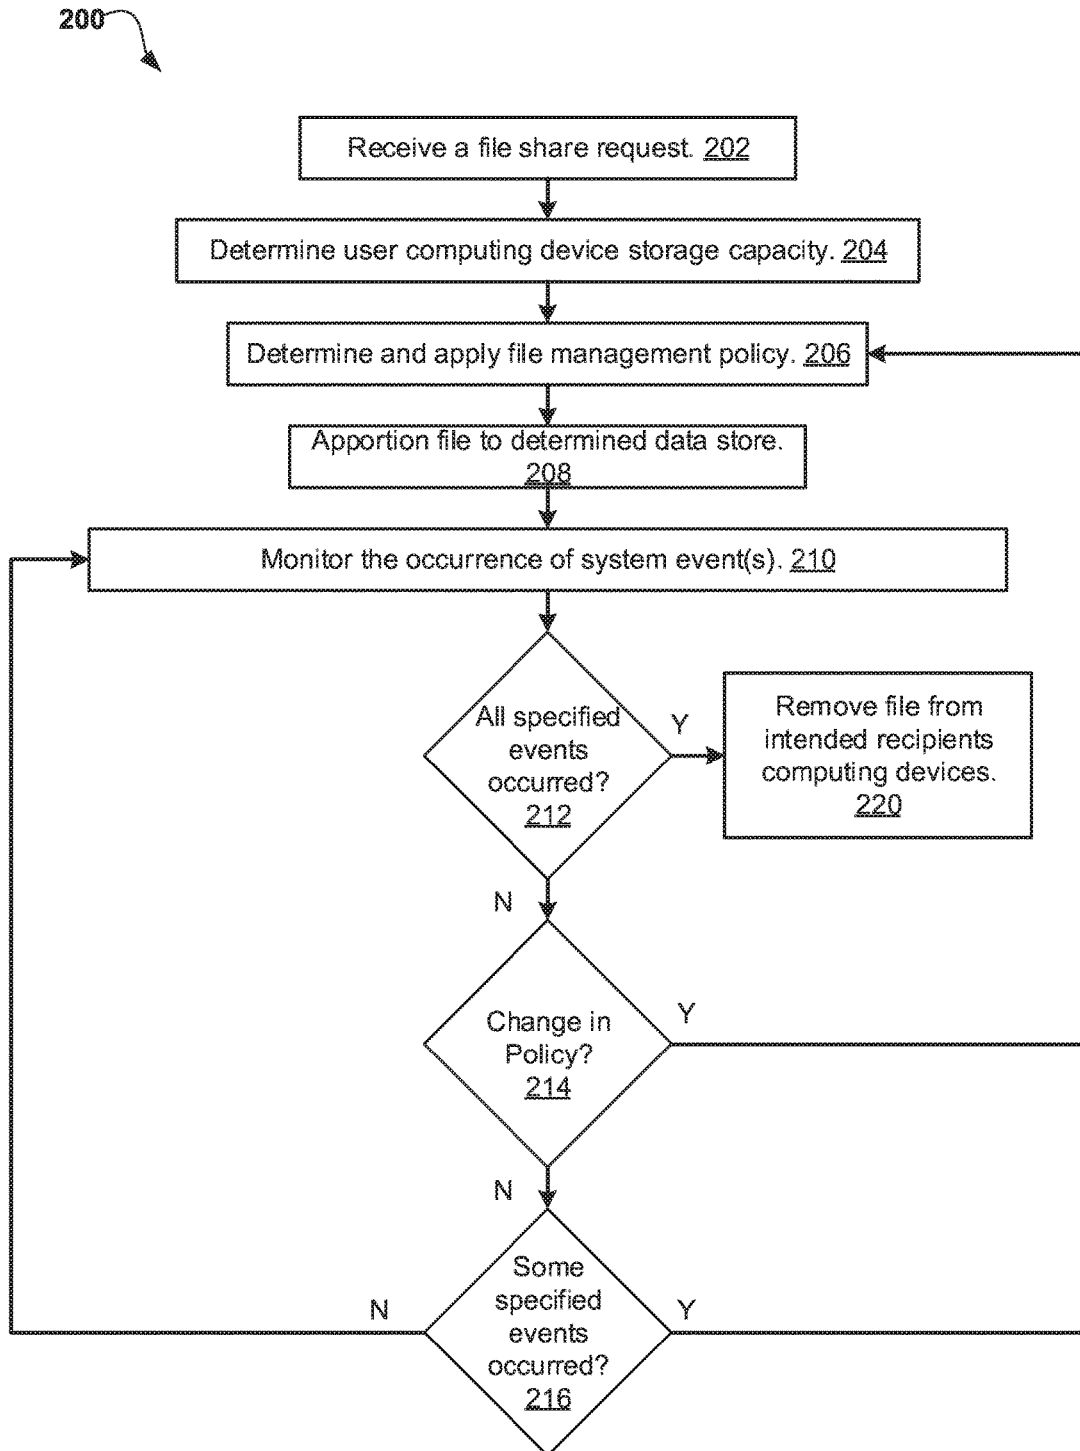 200
Receive a file share request. 202
Determine user computing device storage capacity. 204
Determine and apply file management policy. 206
Apportion file to determined data store.
208
Monitor the occurrence of system event(s). 210
All specified
events
occurred?
212
Y
Remove file from
intended recipients
computing devices.
220
N
Change in
Policy?
214
Y
N
Some
specified
events
occurred?
216
N
Y